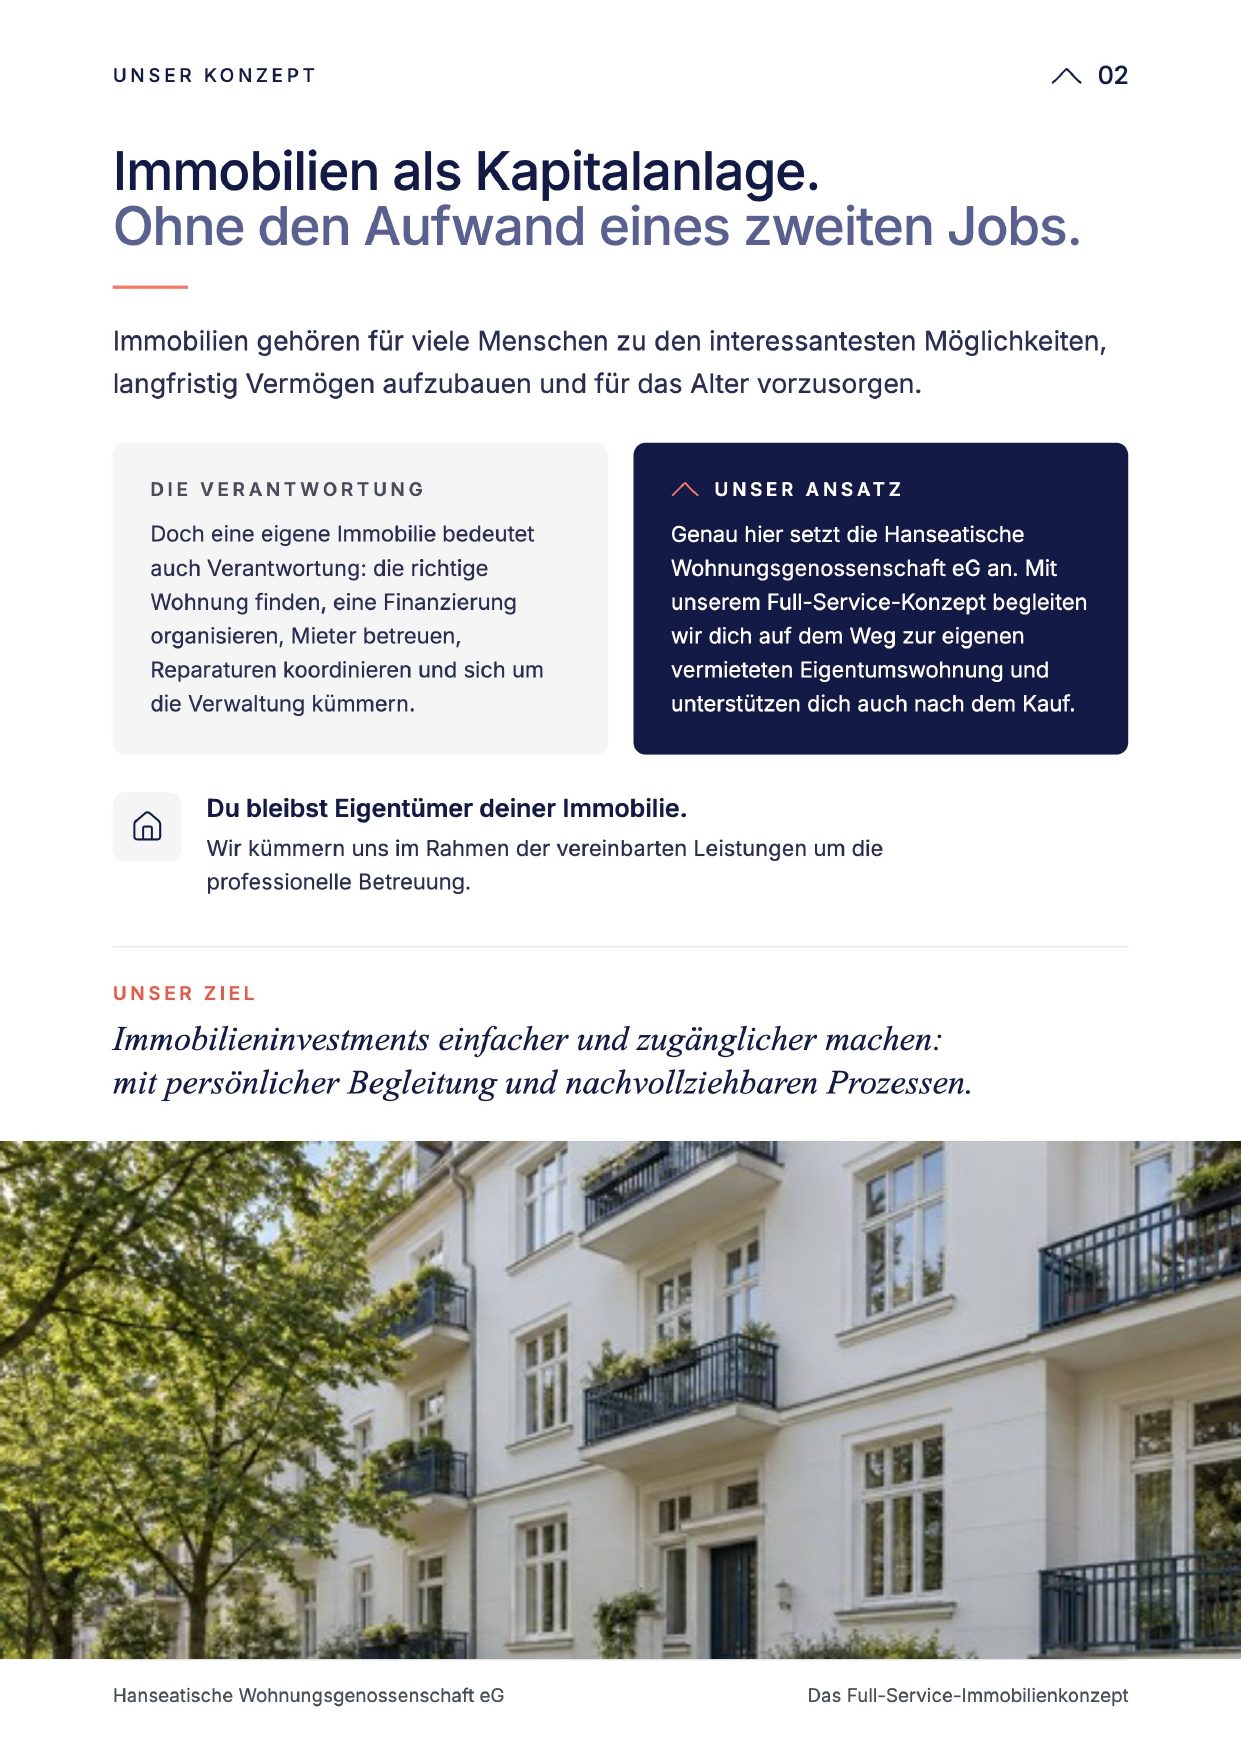 UNSER KONZEPT
02
Immobilien als Kapitalanlage.
Ohne den Aufwand eines zweiten Jobs.
Immobilien gehören für viele Menschen zu den interessantesten Möglichkeiten,
langfristig Vermögen aufzubauen und für das Alter vorzusorgen.
DIE VERANTWORTUNG
Doch eine eigene Immobilie bedeutet
auch Verantwortung: die richtige
Wohnung finden, eine Finanzierung
organisieren, Mieter betreuen,
Reparaturen koordinieren und sich um
die Verwaltung kümmern.
UNSER ANSATZ
Genau hier setzt die Hanseatische
Wohnungsgenossenschaft eG an. Mit
unserem Full-Service-Konzept begleiten
wir dich auf dem Weg zur eigenen
vermieteten Eigentumswohnung und
unterstützen dich auch nach dem Kauf.
Du bleibst Eigentümer deiner Immobilie.
Wir kümmern uns im Rahmen der vereinbarten Leistungen um die
professionelle Betreuung.
UNSER ZIEL
Immobilieninvestments einfacher und zugänglicher machen:
mit persönlicher Begleitung und nachvollziehbaren Prozessen.
Hanseatische Wohnungsgenossenschaft eG
Das Full-Service-Immobilienkonzept